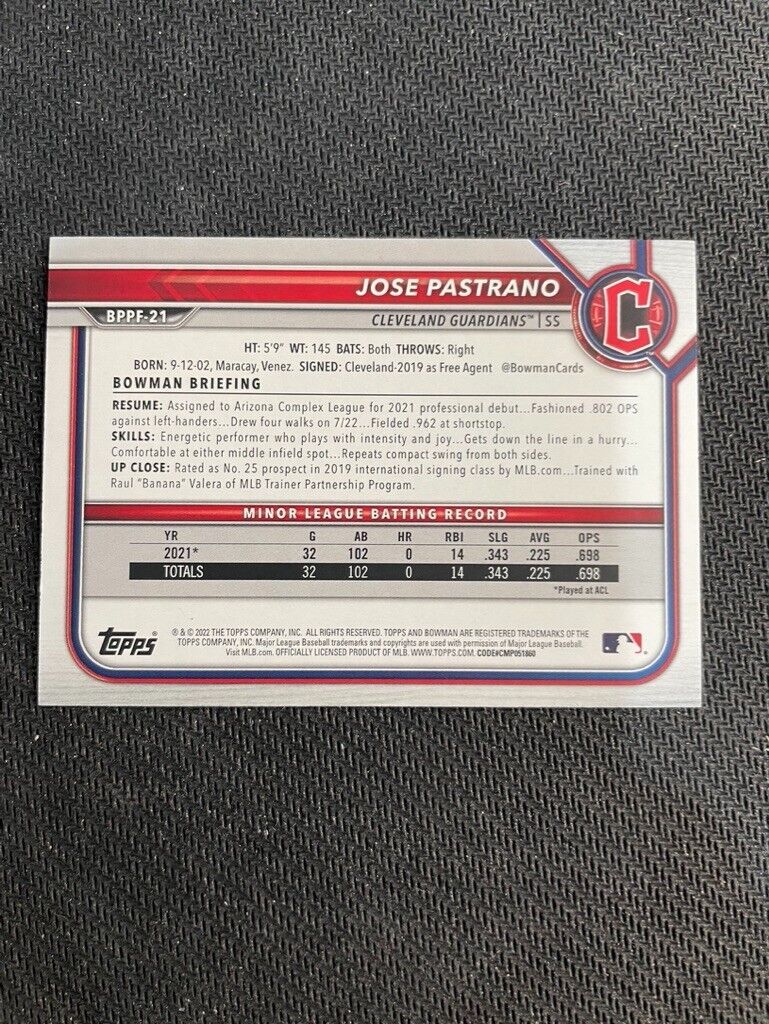 JOSE PASTRANO
BPPF-21
CLEVELAND GUARDIANS™ | SS
C
HT: 5'9" WT: 145 BATS: Both THROWS: Right
BORN: 9-12-02, Maracay, Venez. SIGNED: Cleveland-2019 as Free Agent @BowmanCards
BOWMAN BRIEFING
RESUME: Assigned to Arizona Complex League for 2021 professional debut...Fashioned .802 OPS
against left-handers...Drew four walks on 7/22...Fielded .962 at shortstop.
SKILLS: Energetic performer who plays with intensity and joy...Gets down the line in a hurry...
Comfortable at either middle infield spot...Repeats compact swing from both sides.
UP CLOSE: Rated as No. 25 prospect in 2019 international signing class by MLB.com...Trained with
Raul "Banana" Valera of MLB Trainer Partnership Program.
MINOR LEAGUE BATTING RECORD
YR G AB HR RBI SLG AVG OPS
2021* 32 102 0 14 .343 .225 .698
TOTALS 32 102 0 14 .343 .225 .698
*Played at ACL
Topps®
® & © 2022 THE TOPPS COMPANY, INC. ALL RIGHTS RESERVED. TOPPS AND BOWMAN ARE REGISTERED TRADEMARKS OF THE
TOPPS COMPANY, INC. Major League Baseball trademarks and copyrights are used with permission of Major League Baseball.
Visit MLB.com. OFFICIALLY LICENSED PRODUCT OF MLB. WWW.TOPPS.COM. CODE#CMP051860